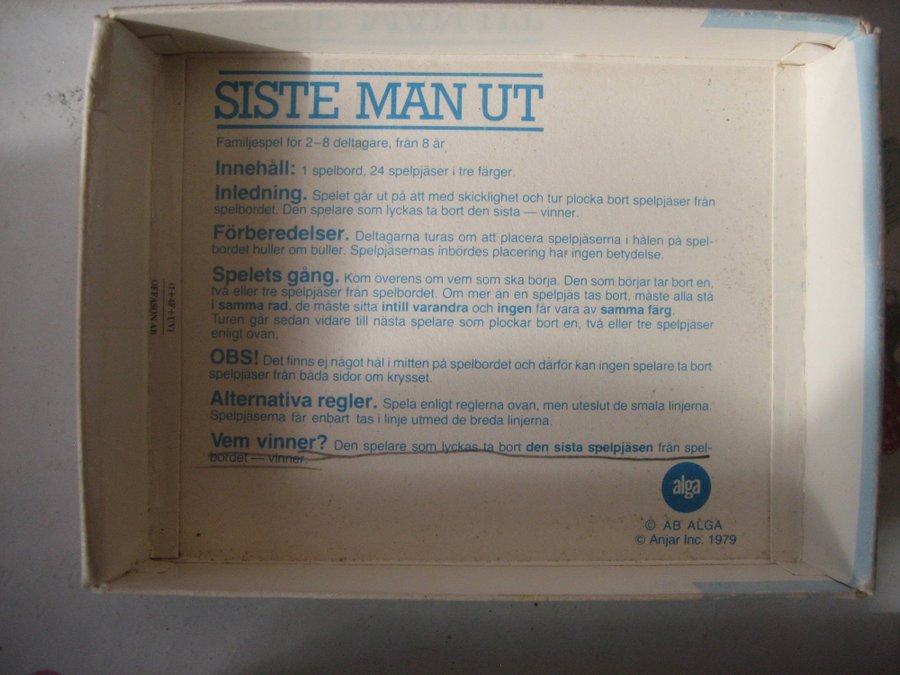 SISTE MAN UT
Familjespel för 2–8 deltagare, från 8 år
Innehåll: 1 spelbord, 24 spelpjäser i tre färger.
Inledning. Spelet går ut på att med skicklighet och tur plocka bort spelpjäser från
spelbordet. Den spelare som lyckas ta bort den sista — vinner.
Förberedelser. Deltagarna turas om att placera spelpjäserna i hålen på spel-
bordet huller om buller. Spelpjäsernas inbördes placering har ingen betydelse.
Spelets gång. Kom överens om vem som ska börja. Den som börjar tar bort en,
två eller tre spelpjäser från spelbordet. Om mer än en spelpjäs tas bort, måste alla stå
i samma rad, de måste sitta intill varandra och ingen får vara av samma färg.
Turen går sedan vidare till nästa spelare som plockar bort en, två eller tre spelpjäser
enligt ovan.
OBS! Det finns ej något hål i mitten på spelbordet och därför kan ingen spelare ta bort
spelpjäser från båda sidor om krysset.
Alternativa regler. Spela enligt reglerna ovan, men uteslut de smala linjerna.
Spelpjäserna får enbart tas i linje utmed de breda linjerna.
Vem vinner? Den spelare som lyckas ta bort den sista spelpjäsen från spel-
bordet — vinner.
alga
© AB ALGA
© Anjar Inc. 1979